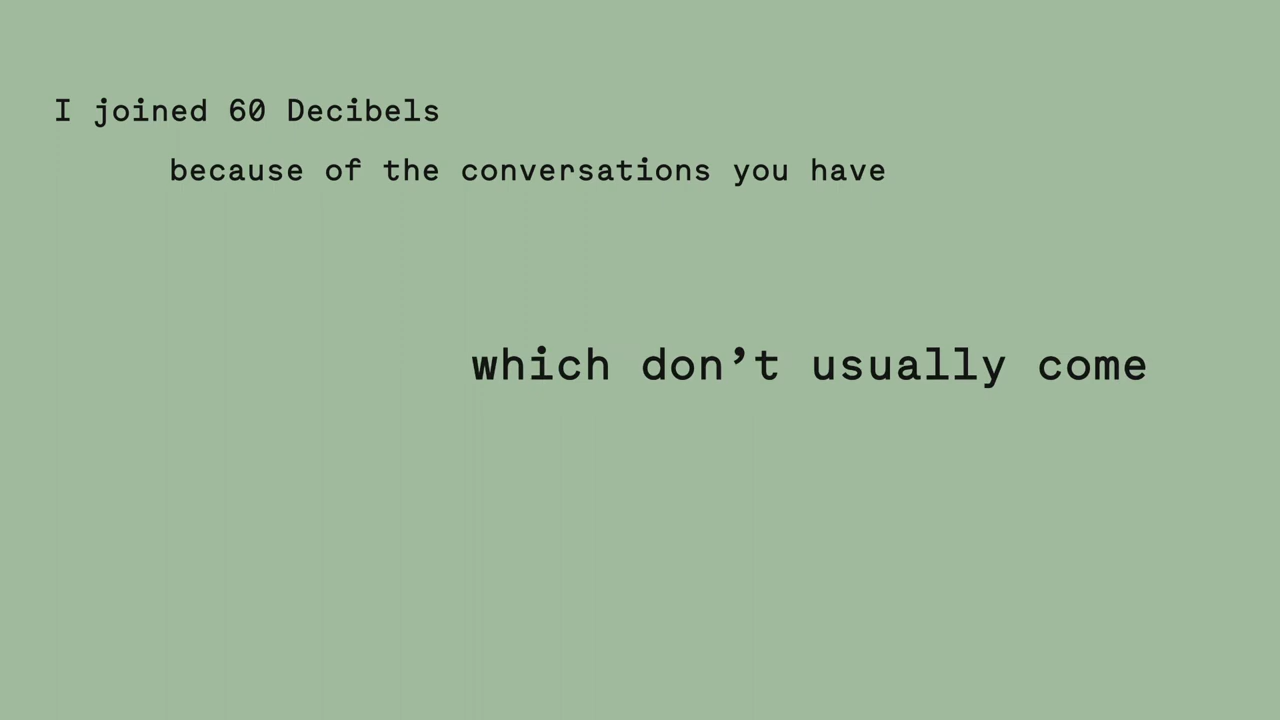 I joined 60 Decibels
because of the conversations you have
which don’t usually come